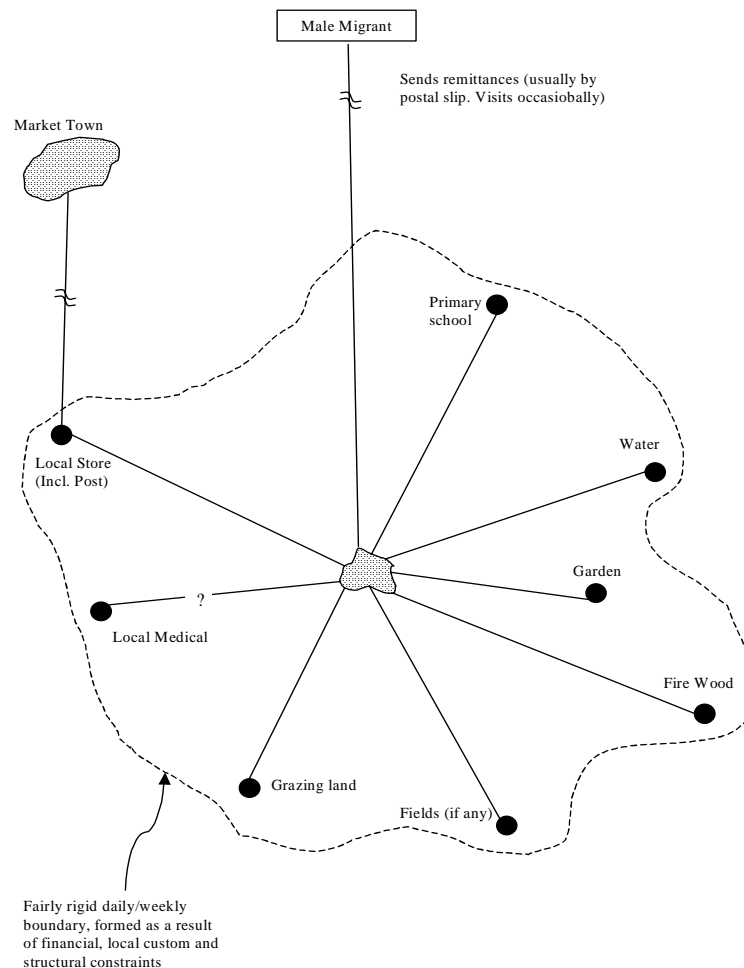 Male Migrant
Sends remittances (usually by
postal slip. Visits occasiobally)
Market Town
Primary
school
Water
Local Store
(Incl. Post)
Garden
?
Local Medical
Fire Wood
Grazing land
Fields (if any)
Fairly rigid daily/weekly
boundary, formed as a result
of financial, local custom and
structural constraints